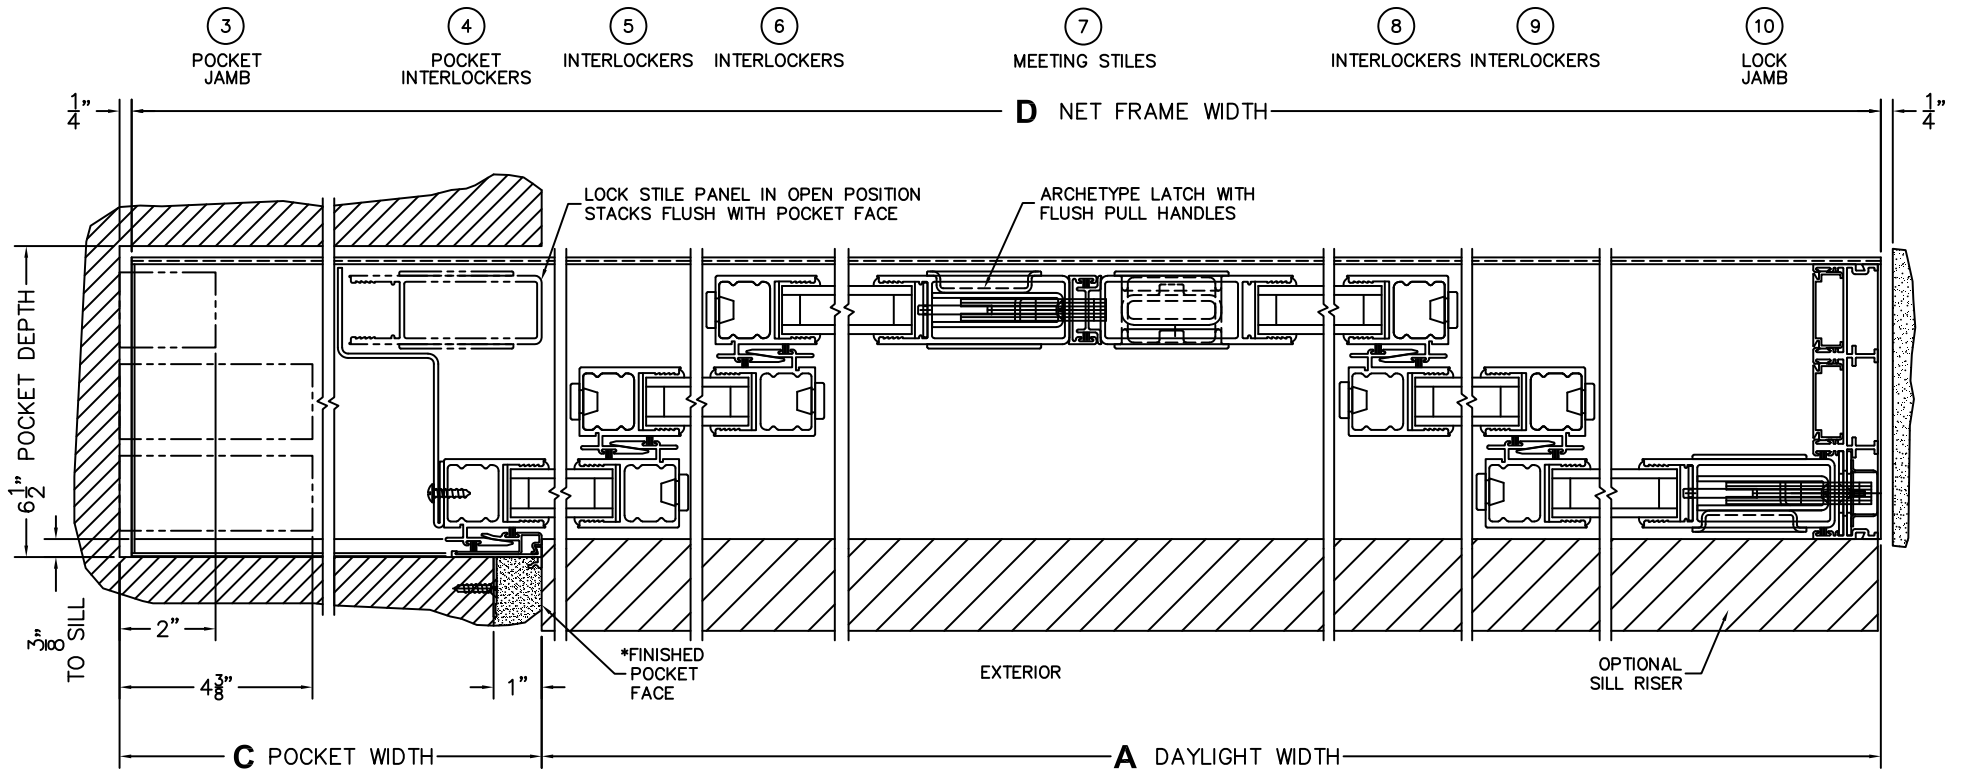 3
POCKET
JAMB
4
POCKET
INTERLOCKERS
5
INTERLOCKERS
6
INTERLOCKERS
7
MEETING STILES
8
INTERLOCKERS
9
INTERLOCKERS
10
LOCK
JAMB
1/4"
D NET FRAME WIDTH
1/4"
LOCK STILE PANEL IN OPEN POSITION
STACKS FLUSH WITH POCKET FACE
ARCHETYPE LATCH WITH
FLUSH PULL HANDLES
6 1/2" POCKET DEPTH
3/8"
TO SILL
2"
4 3/8"
1"
*FINISHED
POCKET
FACE
EXTERIOR
OPTIONAL
SILL RISER
C POCKET WIDTH
A DAYLIGHT WIDTH